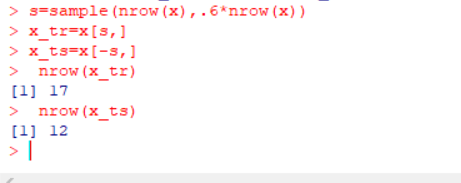 > s=sample(nrow(x),.6*nrow(x))
> x_tr=x[s,]
> x_ts=x[-s,]
>  nrow(x_tr)
[1] 17
>  nrow(x_ts)
[1] 12
>